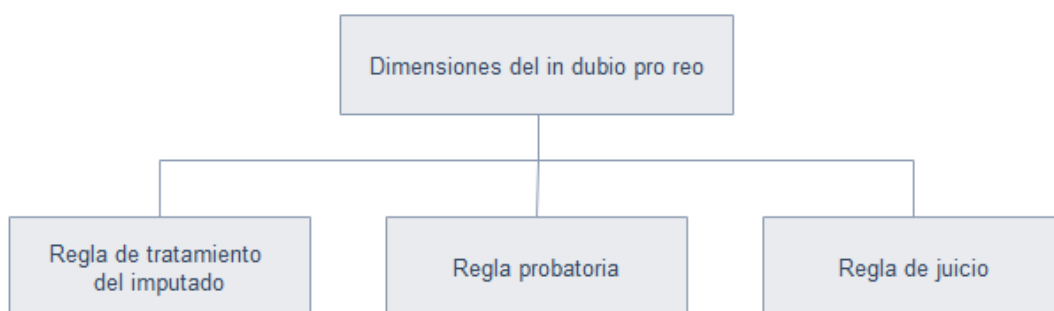 Dimensiones del in dubio pro reo
Regla de tratamiento
del imputado
Regla probatoria
Regla de juicio